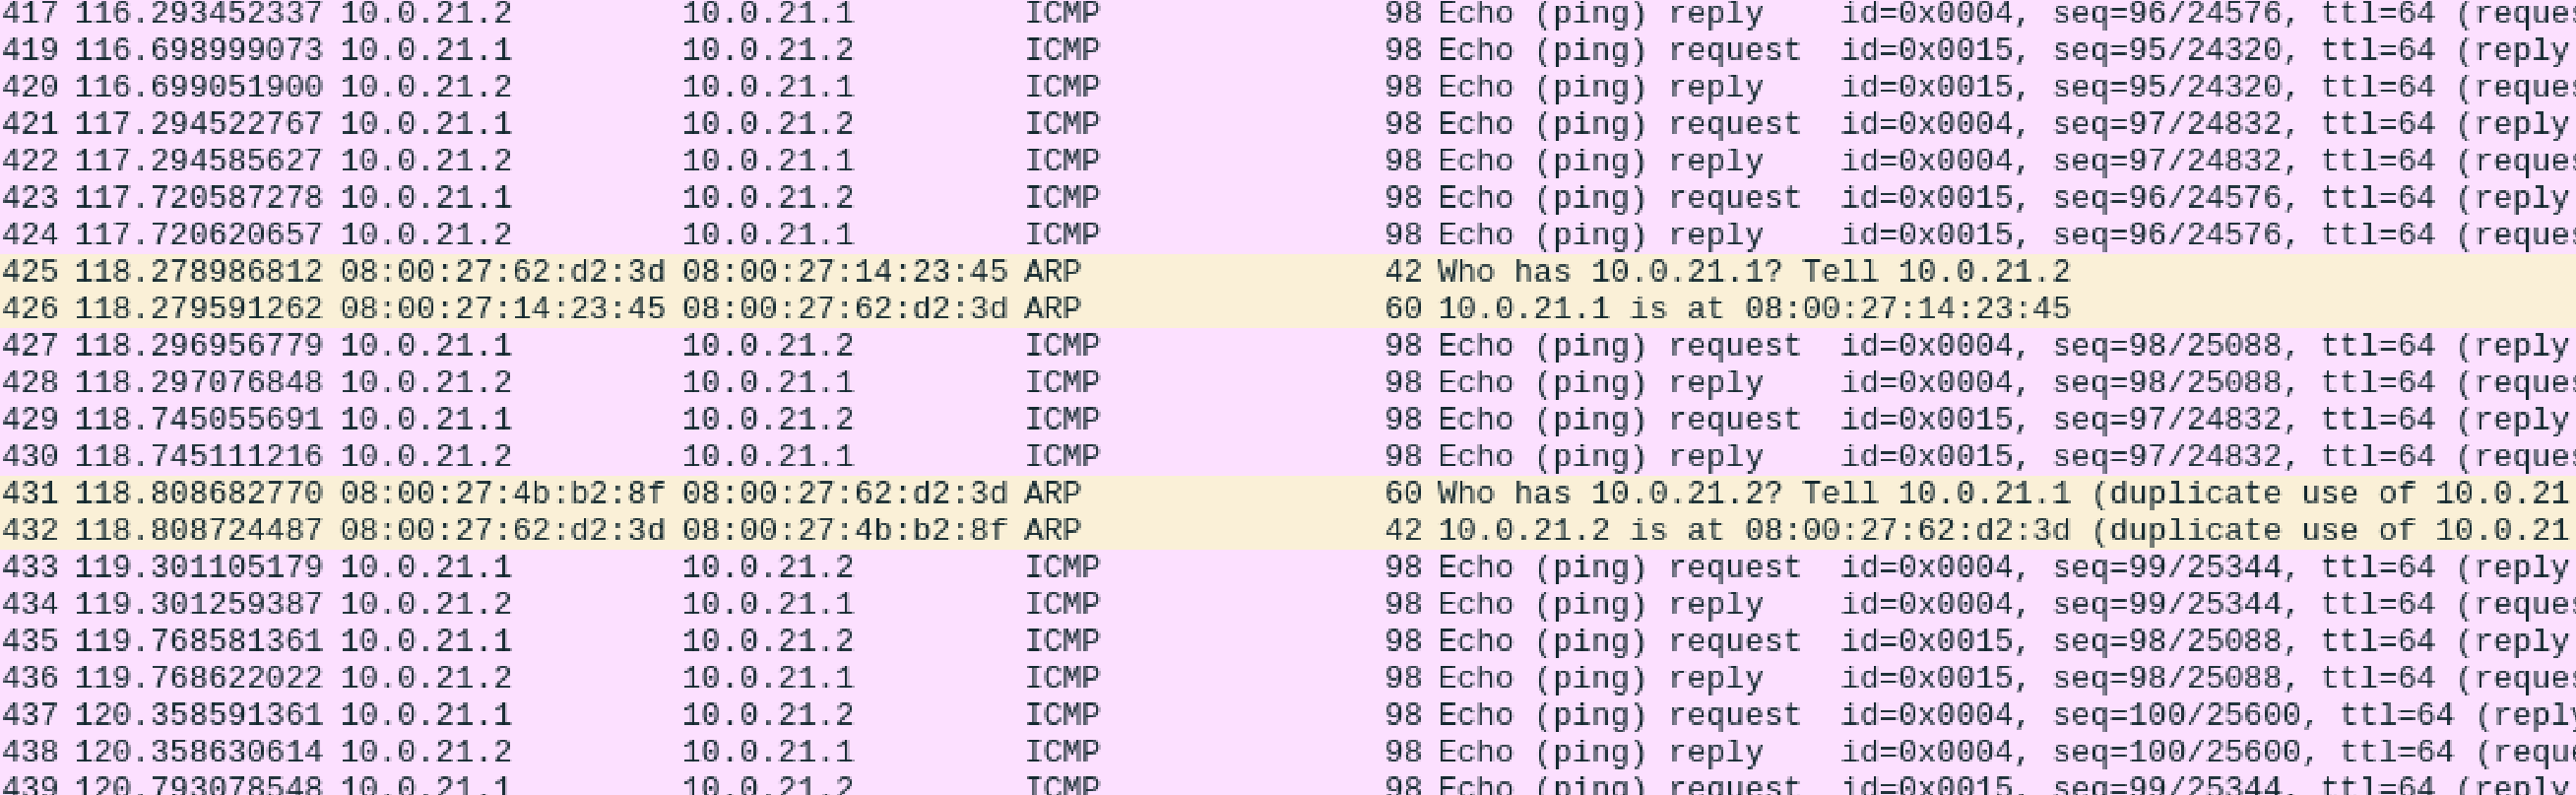 417 116.293452337 10.0.21.2 10.0.21.1 ICMP 98 Echo (ping) reply id=0x0004, seq=96/24576, ttl=64 (reques
419 116.698999073 10.0.21.1 10.0.21.2 ICMP 98 Echo (ping) request id=0x0015, seq=95/24320, ttl=64 (reply
420 116.699051900 10.0.21.2 10.0.21.1 ICMP 98 Echo (ping) reply id=0x0015, seq=95/24320, ttl=64 (reques
421 117.294522767 10.0.21.1 10.0.21.2 ICMP 98 Echo (ping) request id=0x0004, seq=97/24832, ttl=64 (reply
422 117.294585627 10.0.21.2 10.0.21.1 ICMP 98 Echo (ping) reply id=0x0004, seq=97/24832, ttl=64 (reques
423 117.720587278 10.0.21.1 10.0.21.2 ICMP 98 Echo (ping) request id=0x0015, seq=96/24576, ttl=64 (reply
424 117.720620657 10.0.21.2 10.0.21.1 ICMP 98 Echo (ping) reply id=0x0015, seq=96/24576, ttl=64 (reques
425 118.278986812 08:00:27:62:d2:3d 08:00:27:14:23:45 ARP 42 Who has 10.0.21.1? Tell 10.0.21.2
426 118.279591262 08:00:27:14:23:45 08:00:27:62:d2:3d ARP 60 10.0.21.1 is at 08:00:27:14:23:45
427 118.296956779 10.0.21.1 10.0.21.2 ICMP 98 Echo (ping) request id=0x0004, seq=98/25088, ttl=64 (reply
428 118.297076848 10.0.21.2 10.0.21.1 ICMP 98 Echo (ping) reply id=0x0004, seq=98/25088, ttl=64 (reques
429 118.745055691 10.0.21.1 10.0.21.2 ICMP 98 Echo (ping) request id=0x0015, seq=97/24832, ttl=64 (reply
430 118.745111216 10.0.21.2 10.0.21.1 ICMP 98 Echo (ping) reply id=0x0015, seq=97/24832, ttl=64 (reques
431 118.808682770 08:00:27:4b:b2:8f 08:00:27:62:d2:3d ARP 60 Who has 10.0.21.2? Tell 10.0.21.1 (duplicate use of 10.0.21
432 118.808724487 08:00:27:62:d2:3d 08:00:27:4b:b2:8f ARP 42 10.0.21.2 is at 08:00:27:62:d2:3d (duplicate use of 10.0.21
433 119.301105179 10.0.21.1 10.0.21.2 ICMP 98 Echo (ping) request id=0x0004, seq=99/25344, ttl=64 (reply
434 119.301259387 10.0.21.2 10.0.21.1 ICMP 98 Echo (ping) reply id=0x0004, seq=99/25344, ttl=64 (reques
435 119.768581361 10.0.21.1 10.0.21.2 ICMP 98 Echo (ping) request id=0x0015, seq=98/25088, ttl=64 (reply
436 119.768622022 10.0.21.2 10.0.21.1 ICMP 98 Echo (ping) reply id=0x0015, seq=98/25088, ttl=64 (reques
437 120.358591361 10.0.21.1 10.0.21.2 ICMP 98 Echo (ping) request id=0x0004, seq=100/25600, ttl=64 (reply
438 120.358630614 10.0.21.2 10.0.21.1 ICMP 98 Echo (ping) reply id=0x0004, seq=100/25600, ttl=64 (reque
439 120.793078548 10.0.21.1 10.0.21.2 ICMP 98 Echo (ping) request id=0x0015, seq=99/25344, ttl=64 (reply